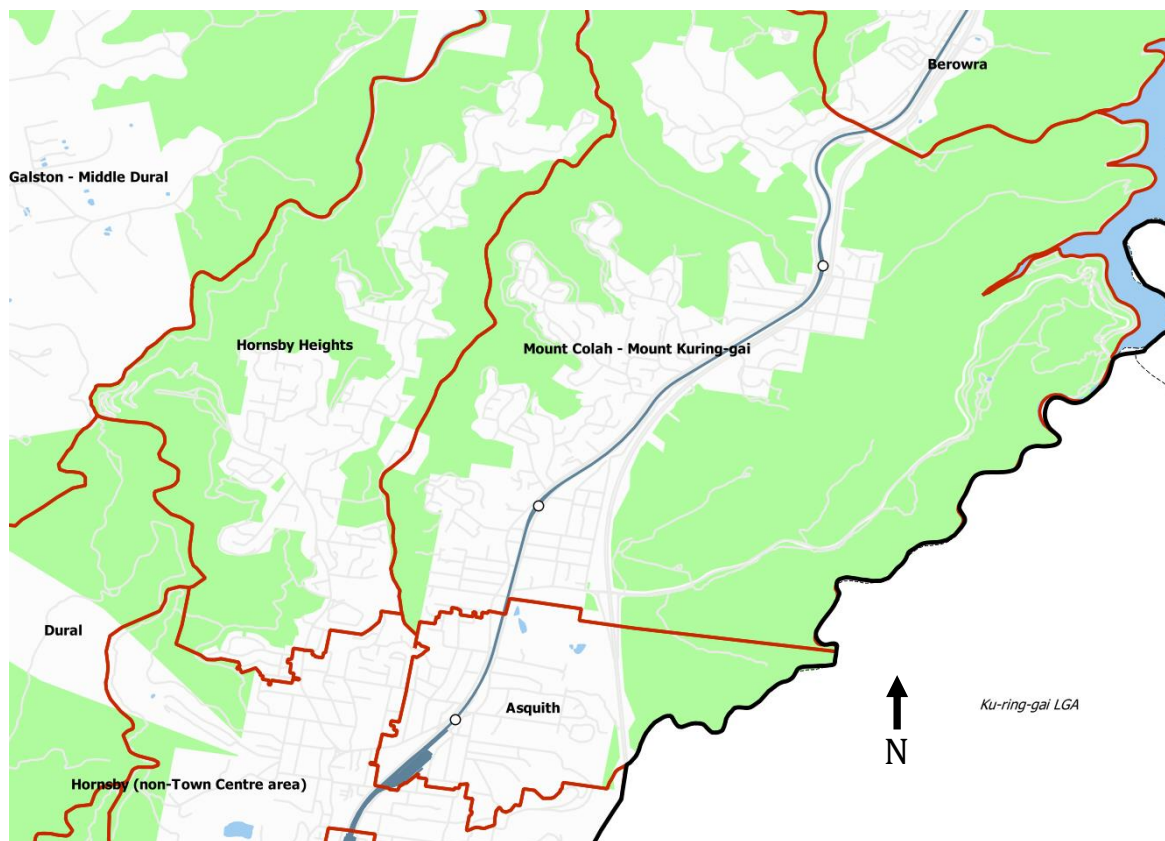 Berowra
Galston - Middle Dural
Hornsby Heights
Mount Colah - Mount Kuring-gai
Dural
Asquith
Ku-ring-gai LGA
N
Hornsby (non-Town Centre area)